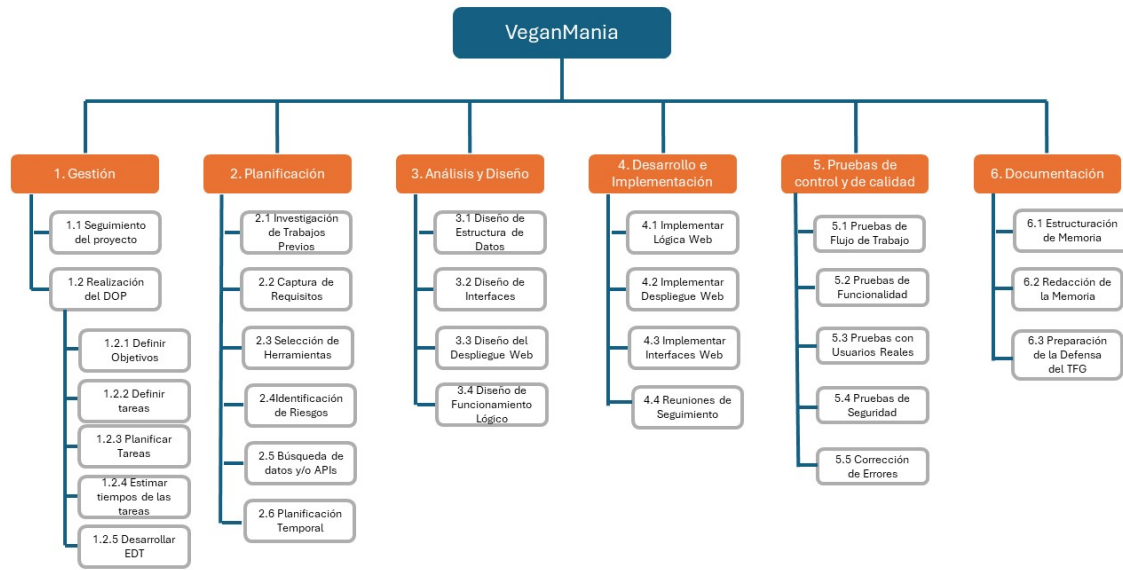 VeganMania
1. Gestión
1.1 Seguimiento
del proyecto
1.2 Realización
del DOP
1.2.1 Definir
Objetivos
1.2.2 Definir
tareas
1.2.3 Planificar
Tareas
1.2.4 Estimar
tiempos de las
tareas
1.2.5 Desarrollar
EDT
2. Planificación
2.1 Investigación
de Trabajos
Previos
2.2 Captura de
Requisitos
2.3 Selección de
Herramientas
2.4Identificación
de Riesgos
2.5 Búsqueda de
datos y/o APIs
2.6 Planificación
Temporal
3. Análisis y Diseño
3.1 Diseño de
Estructura de
Datos
3.2 Diseño de
Interfaces
3.3 Diseño del
Despliegue Web
3.4 Diseño de
Funcionamiento
Lógico
4. Desarrollo e
Implementación
4.1 Implementar
Lógica Web
4.2 Implementar
Despliegue Web
4.3 Implementar
Interfaces Web
4.4 Reuniones de
Seguimiento
5. Pruebas de
control y de calidad
5.1 Pruebas de
Flujo de Trabajo
5.2 Pruebas de
Funcionalidad
5.3 Pruebas con
Usuarios Reales
5.4 Pruebas de
Seguridad
5.5 Corrección
de Errores
6. Documentación
6.1 Estructuración
de Memoria
6.2 Redacción de
la Memoria
6.3 Preparación
de la Defensa
del TFG